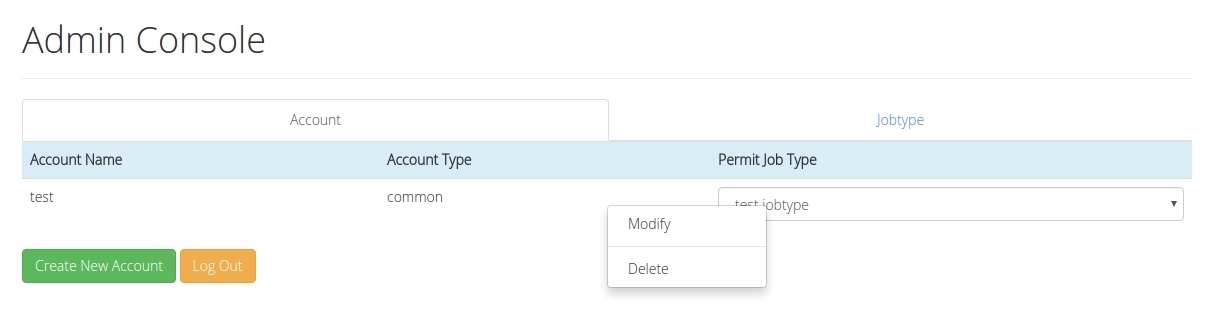 Admin Console
Account Jobtype
Account Name Account Type Permit Job Type
test common test jobtype
Modify
Delete
Create New Account Log Out